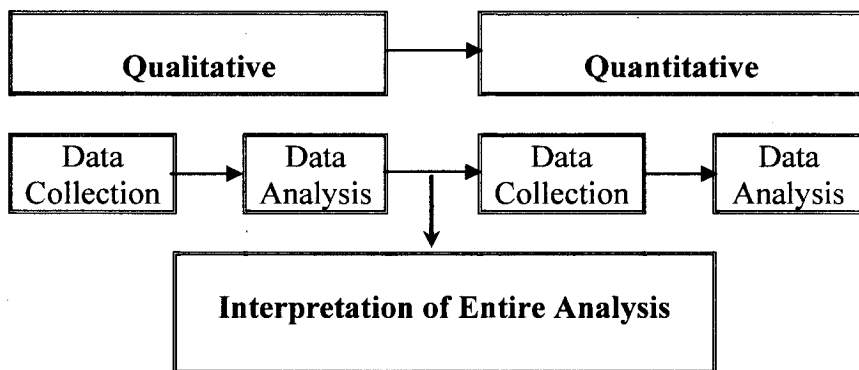 Qualitative
Quantitative
Data
Collection
Data
Analysis
Data
Collection
Data
Analysis
Interpretation of Entire Analysis